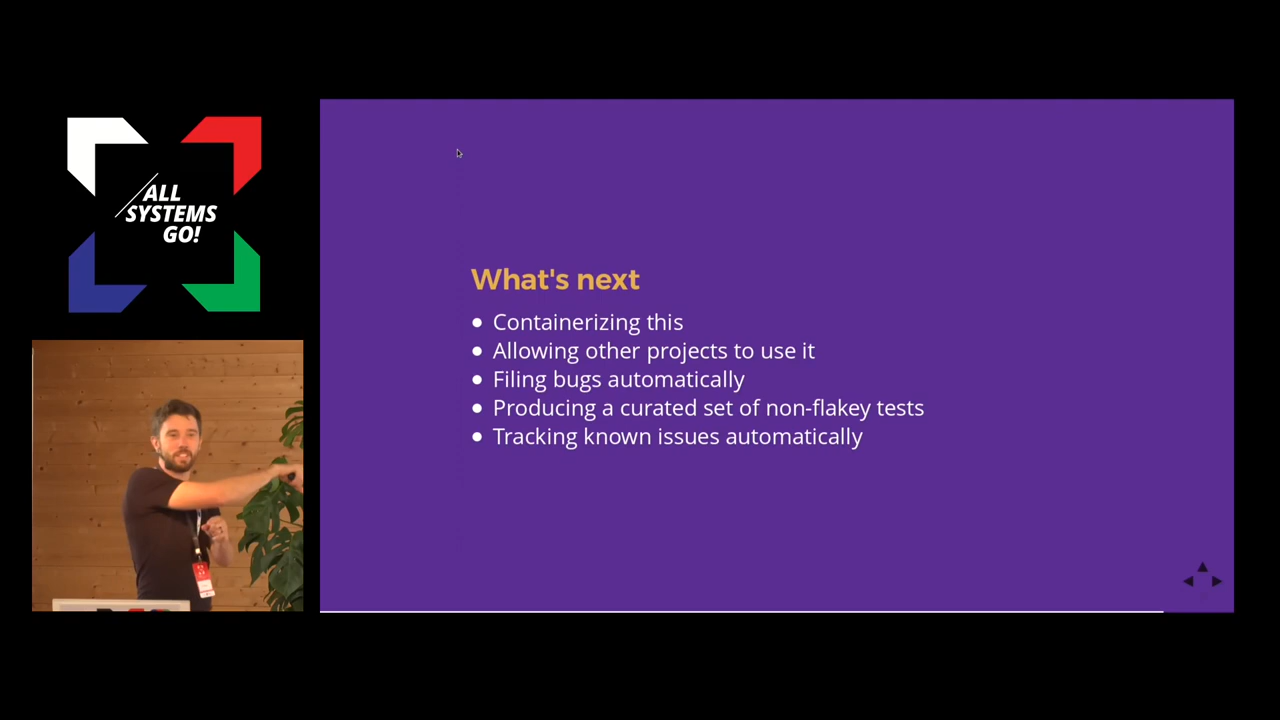 ALL
SYSTEMS
GO!
What's next
Containerizing this
Allowing other projects to use it
Filing bugs automatically
Producing a curated set of non-flakey tests
Tracking known issues automatically